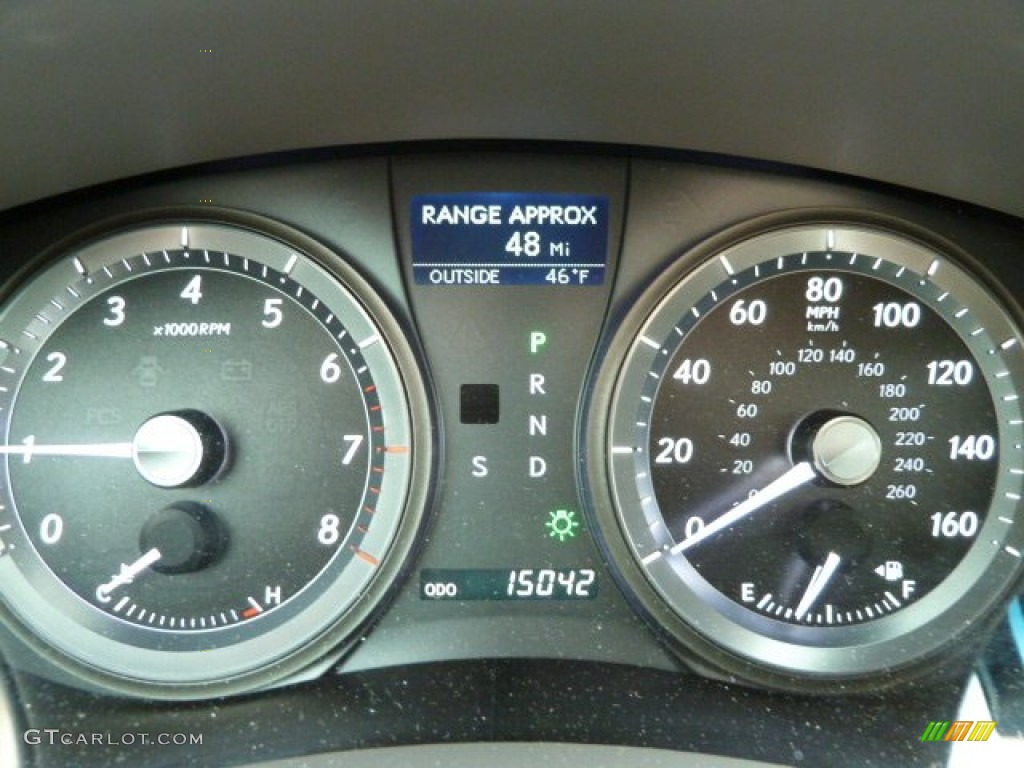 RANGE APPROX
48 Mi
OUTSIDE 46°F
0 1 2 3 4 5 6 7 8
x1000RPM
C H
P
R
N
D
S
ODO 15042
0 20 40 60 80 100 120 140 160
MPH
km/h
0 20 40 60 80 100 120 140 160 180 200 220 240 260
E F
PCS
GTCARLOT.COM